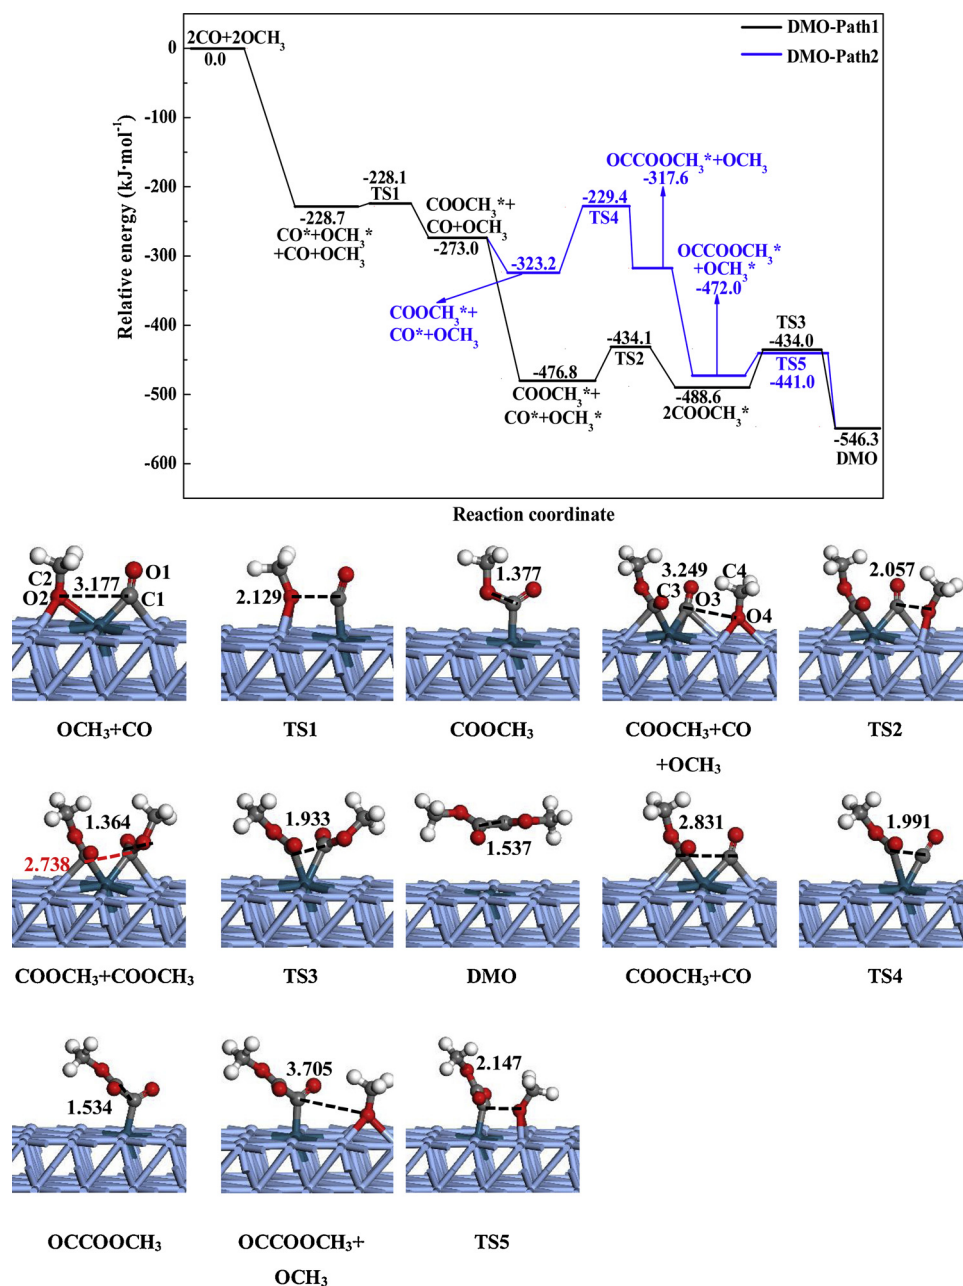 DMO-Path1
DMO-Path2
Relative energy (kJ·mol⁻¹)
0
-100
-200
-300
-400
-500
-600
2CO+2OCH₃
0.0
-228.7
CO*+OCH₃*
+CO+OCH₃
-228.1
TS1
COOCH₃*+
CO+OCH₃
-273.0
-323.2
COOCH₃*+
CO*+OCH₃
-229.4
TS4
OCCOOCH₃*+OCH₃
-317.6
OCCOOCH₃*
+OCH₃*
-472.0
-476.8
COOCH₃*+
CO*+OCH₃*
-434.1
TS2
-488.6
2COOCH₃*
TS3
-434.0
TS5
-441.0
-546.3
DMO
Reaction coordinate
C2
3.177
O1
O2
C1
2.129
1.377
3.249
C4
C3
O3
O4
2.057
OCH₃+CO
TS1
COOCH₃
COOCH₃+CO
+OCH₃
TS2
1.364
2.738
1.933
1.537
2.831
1.991
COOCH₃+COOCH₃
TS3
DMO
COOCH₃+CO
TS4
1.534
3.705
2.147
OCCOOCH₃
OCCOOCH₃+
OCH₃
TS5